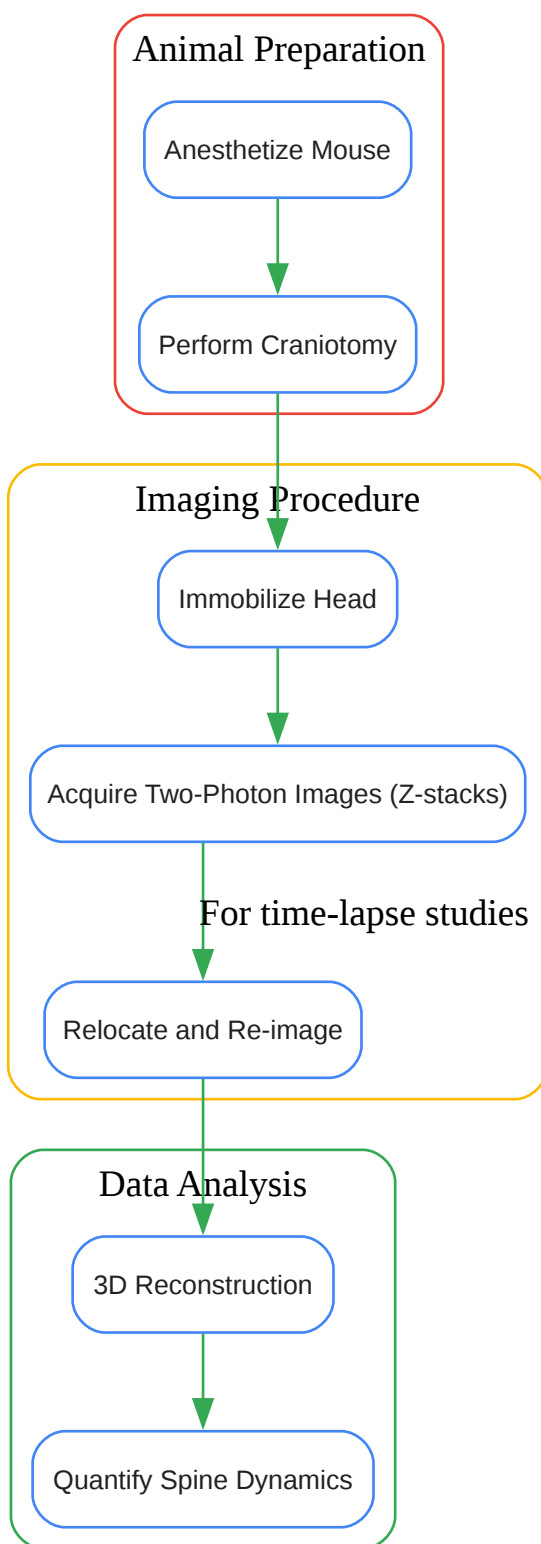 Animal Preparation
Anesthetize Mouse
Perform Craniotomy
Imaging Procedure
Immobilize Head
Acquire Two-Photon Images (Z-stacks)
For time-lapse studies
Relocate and Re-image
Data Analysis
3D Reconstruction
Quantify Spine Dynamics